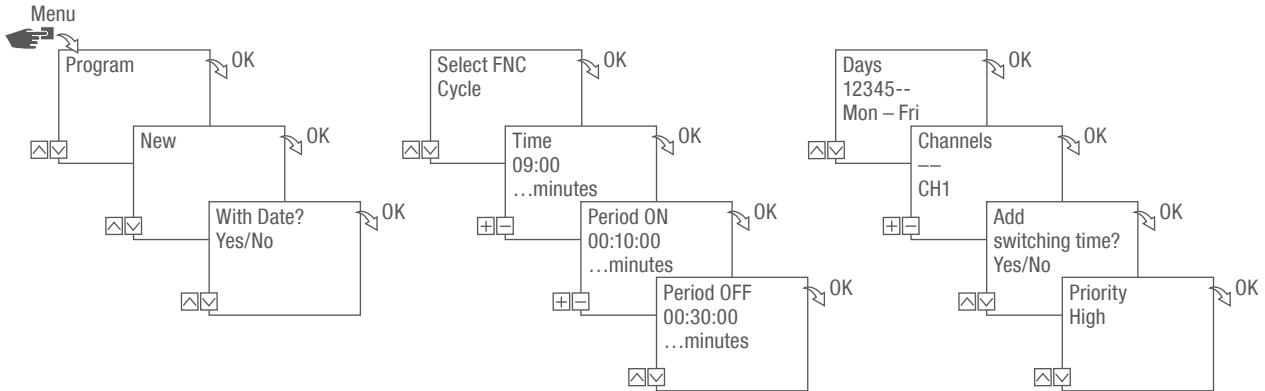 Menu
Program
OK
New
OK
With Date?
Yes/No
OK
Select FNC
Cycle
OK
Time
09:00
…minutes
OK
Period ON
00:10:00
…minutes
OK
Period OFF
00:30:00
…minutes
OK
Days
12345--
Mon – Fri
OK
Channels
––
CH1
OK
Add
switching time?
Yes/No
OK
Priority
High
OK